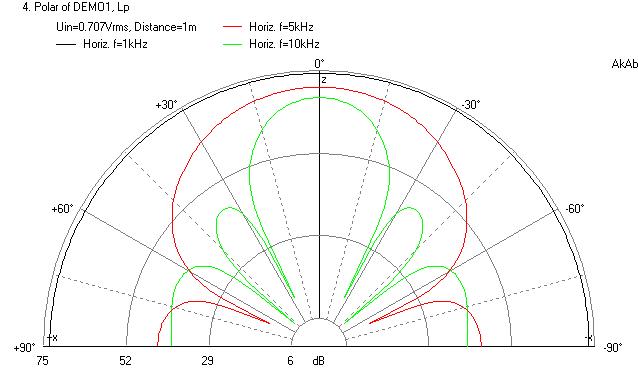 4. Polar of DEMO1, Lp
Uin=0.707Vrms, Distance=1m
Horiz. f=5kHz
Horiz. f=1kHz
Horiz. f=10kHz
AkAb
0°
z
+30°
-30°
+60°
-60°
+x
-x
+90°
-90°
75
52
29
6
dB